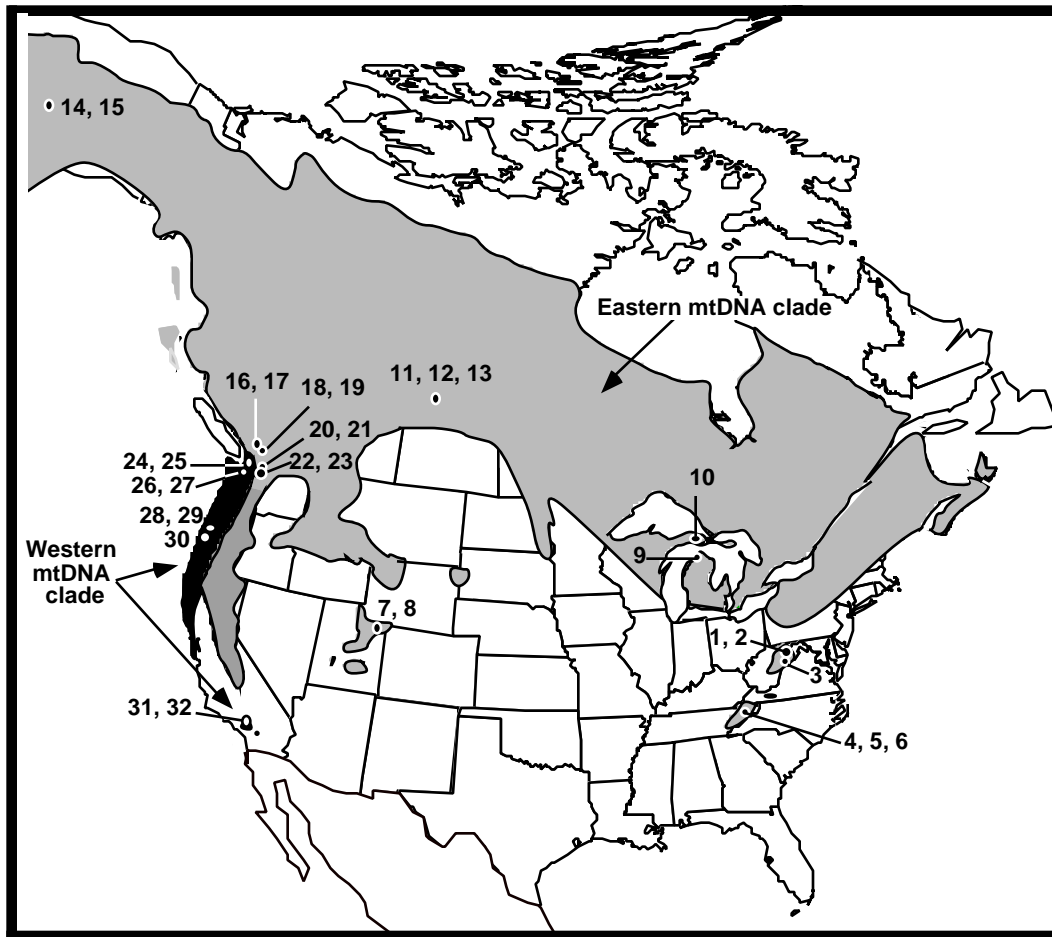 14, 15
Eastern mtDNA clade
16, 17
11, 12, 13
18, 19
20, 21
24, 25
22, 23
26, 27
10
28, 29
30
9
Western
mtDNA
clade
7, 8
1, 2
3
31, 32
4, 5, 6